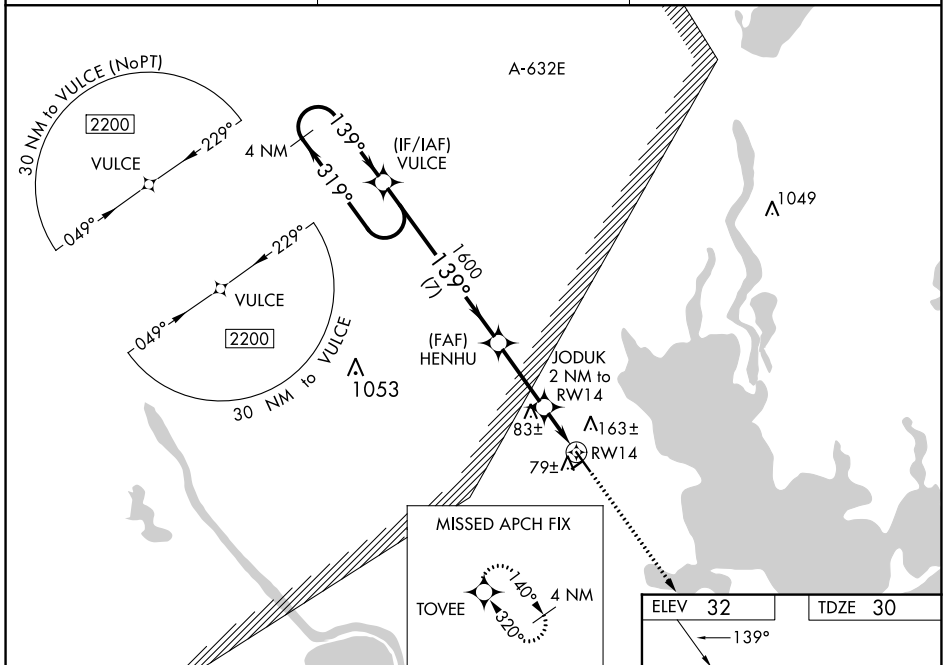 30 NM to VULCE (NoPT)
2200
VULCE
229°
049°
A-632E
4 NM
139°
319°
(IF/IAF)
VULCE
1049
229°
VULCE
049°
2200
30 NM to VULCE
1053
1600
139°
(7)
(FAF)
HENHU
JODUK
2 NM to
RW14
83±
163±
79±
RW14
MISSED APCH FIX
TOVEE
140°
320°
4 NM
ELEV 32
TDZE 30
139°